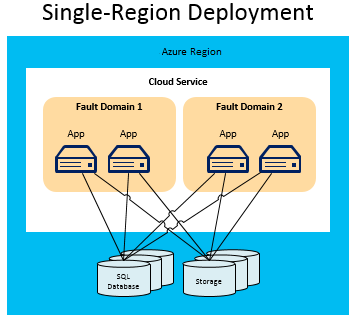 Single-Region Deployment
Azure Region
Cloud Service
Fault Domain 1
Fault Domain 2
App
App
App
App
SQL
Database
Storage